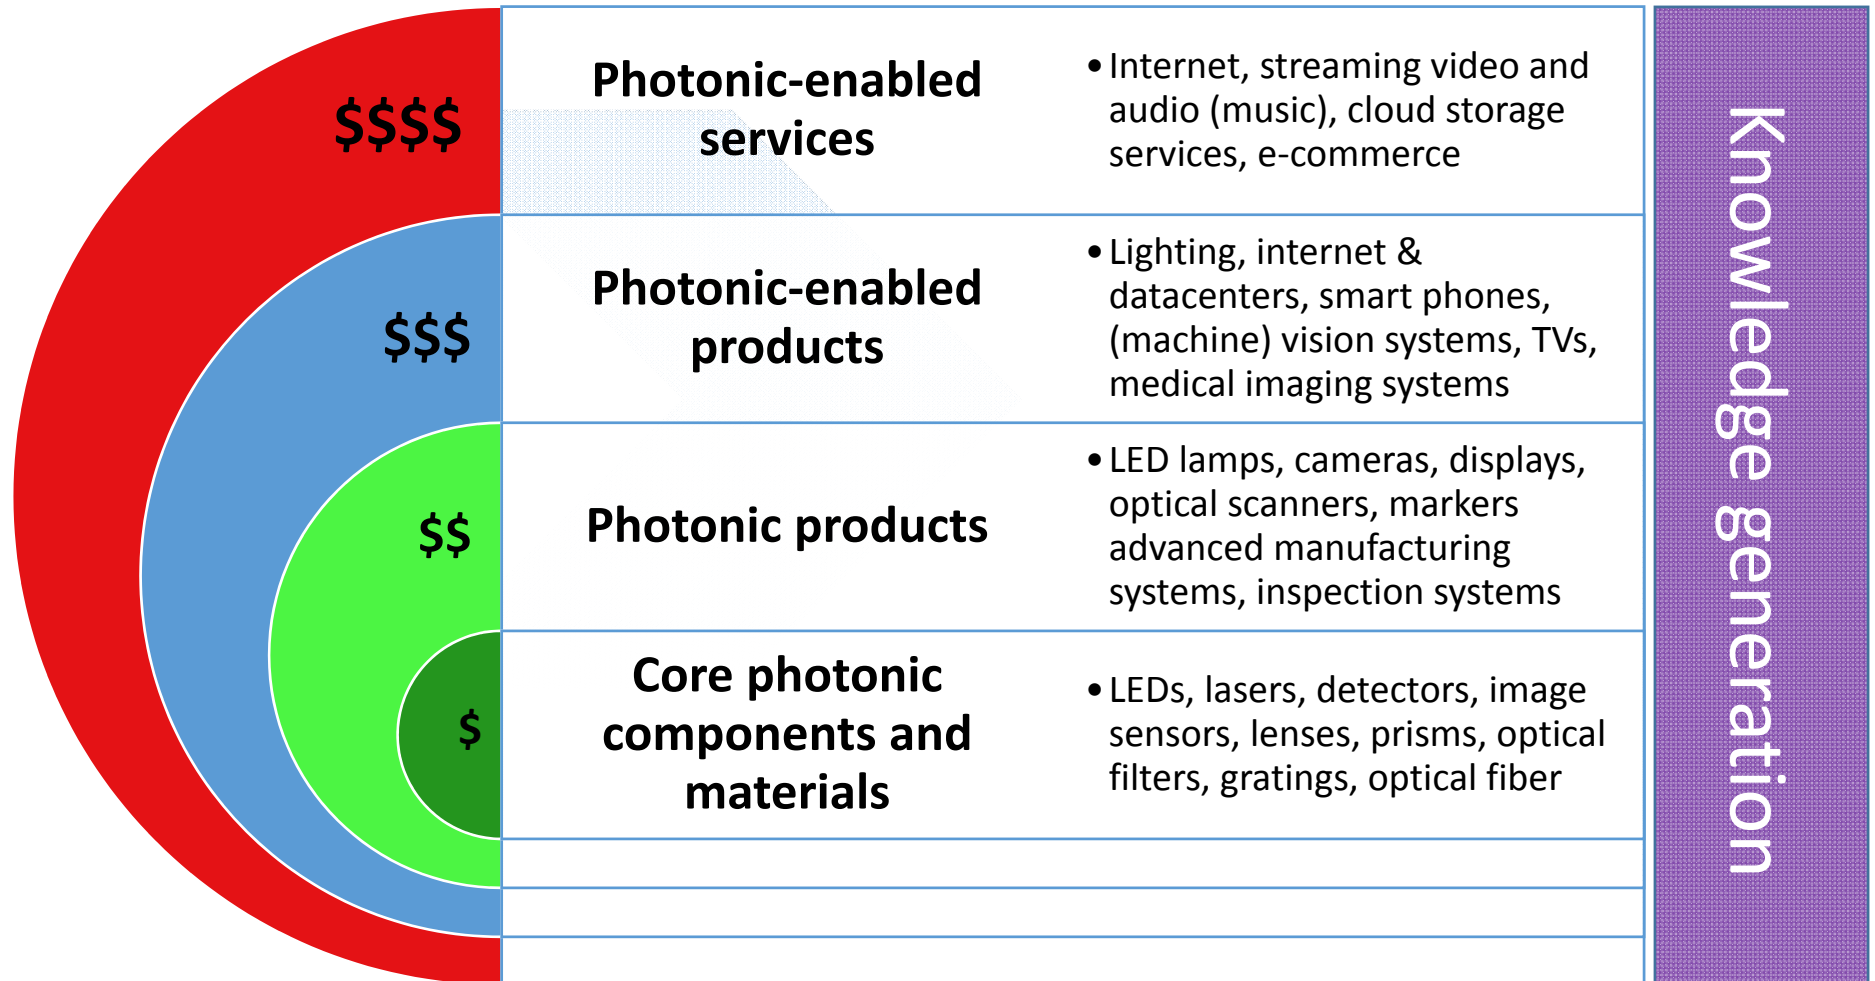 $$$$
Photonic-enabled
services
•Internet, streaming video and
audio (music), cloud storage
services, e-commerce
$$$
Photonic-enabled
products
•Lighting, internet &
datacenters, smart phones,
(machine) vision systems, TVs,
medical imaging systems
$$
Photonic products
•LED lamps, cameras, displays,
optical scanners, markers
advanced manufacturing
systems, inspection systems
$
Core photonic
components and
materials
•LEDs, lasers, detectors, image
sensors, lenses, prisms, optical
filters, gratings, optical fiber
Knowledge generation